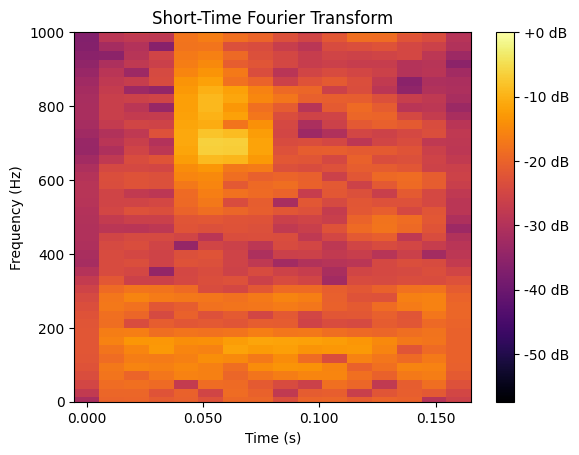 Short-Time Fourier Transform
1000
800
600
400
200
0
Frequency (Hz)
0.000
0.050
0.100
0.150
Time (s)
+0 dB
-10 dB
-20 dB
-30 dB
-40 dB
-50 dB